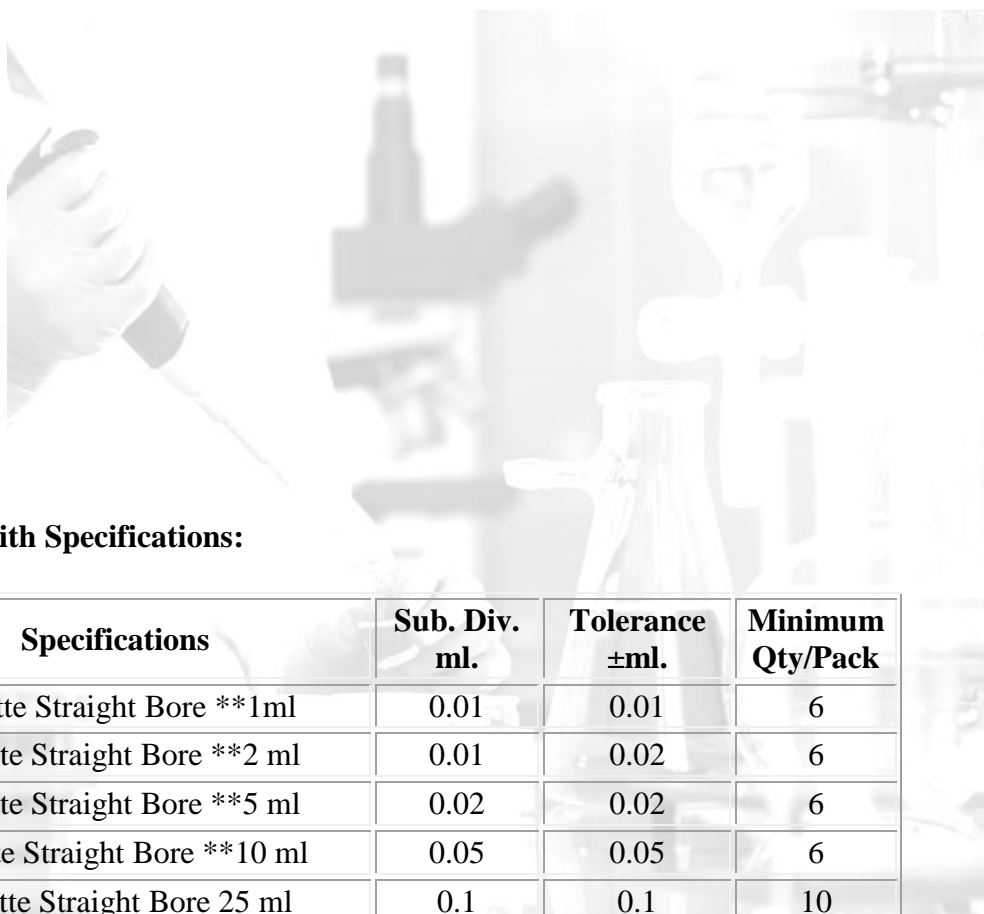 ith Specifications:
Specifications Sub. Div. ml. Tolerance ±ml. Minimum Qty/Pack
tte Straight Bore **1ml 0.01 0.01 6
te Straight Bore **2 ml 0.01 0.02 6
te Straight Bore **5 ml 0.02 0.02 6
e Straight Bore **10 ml 0.05 0.05 6
tte Straight Bore 25 ml 0.1 0.1 10